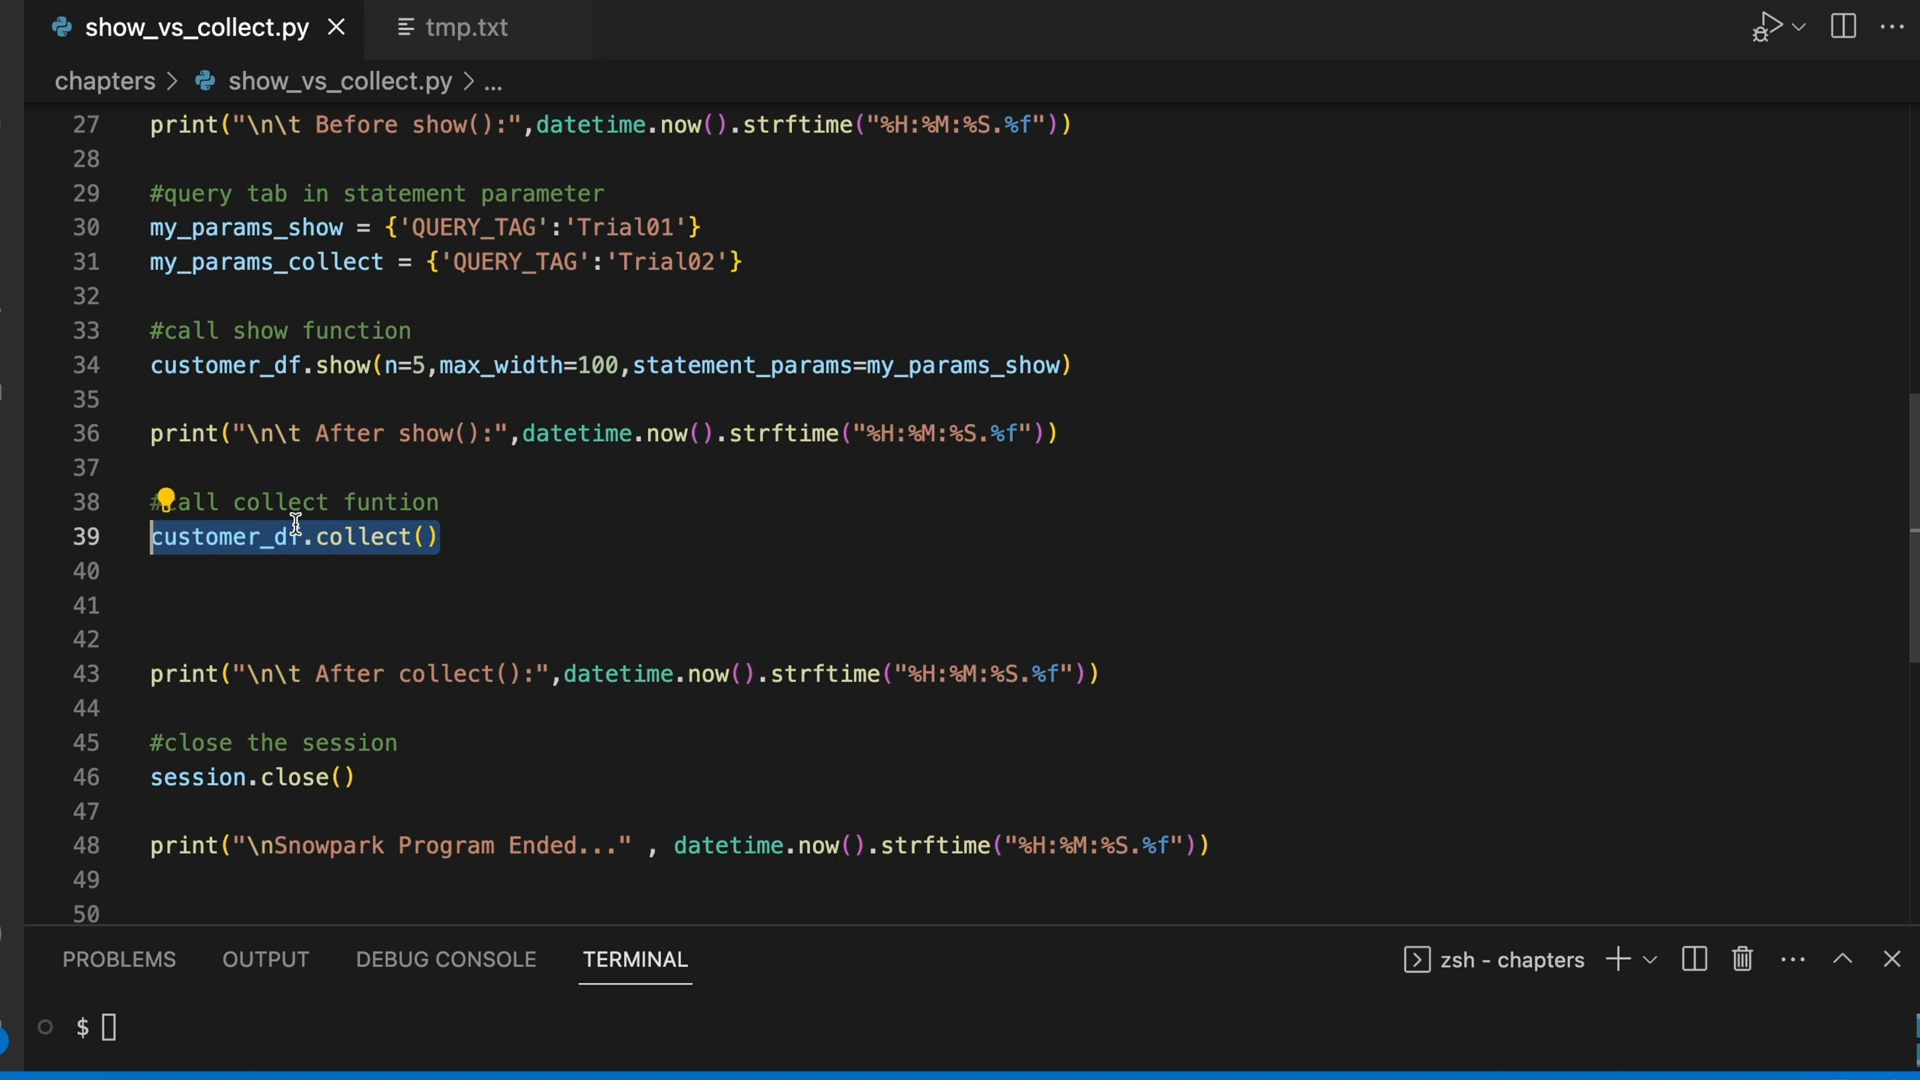 show_vs_collect.py
tmp.txt
chapters > show_vs_collect.py > ...
27 print("\n\t Before show():",datetime.now().strftime("%H:%M:%S.%f"))
28
29 #query tab in statement parameter
30 my_params_show = {'QUERY_TAG':'Trial01'}
31 my_params_collect = {'QUERY_TAG':'Trial02'}
32
33 #call show function
34 customer_df.show(n=5,max_width=100,statement_params=my_params_show)
35
36 print("\n\t After show():",datetime.now().strftime("%H:%M:%S.%f"))
37
38 #call collect funtion
39 customer_df.collect()
40
41
42
43 print("\n\t After collect():",datetime.now().strftime("%H:%M:%S.%f"))
44
45 #close the session
46 session.close()
47
48 print("\nSnowpark Program Ended..." , datetime.now().strftime("%H:%M:%S.%f"))
49
50
PROBLEMS OUTPUT DEBUG CONSOLE TERMINAL zsh - chapters
$